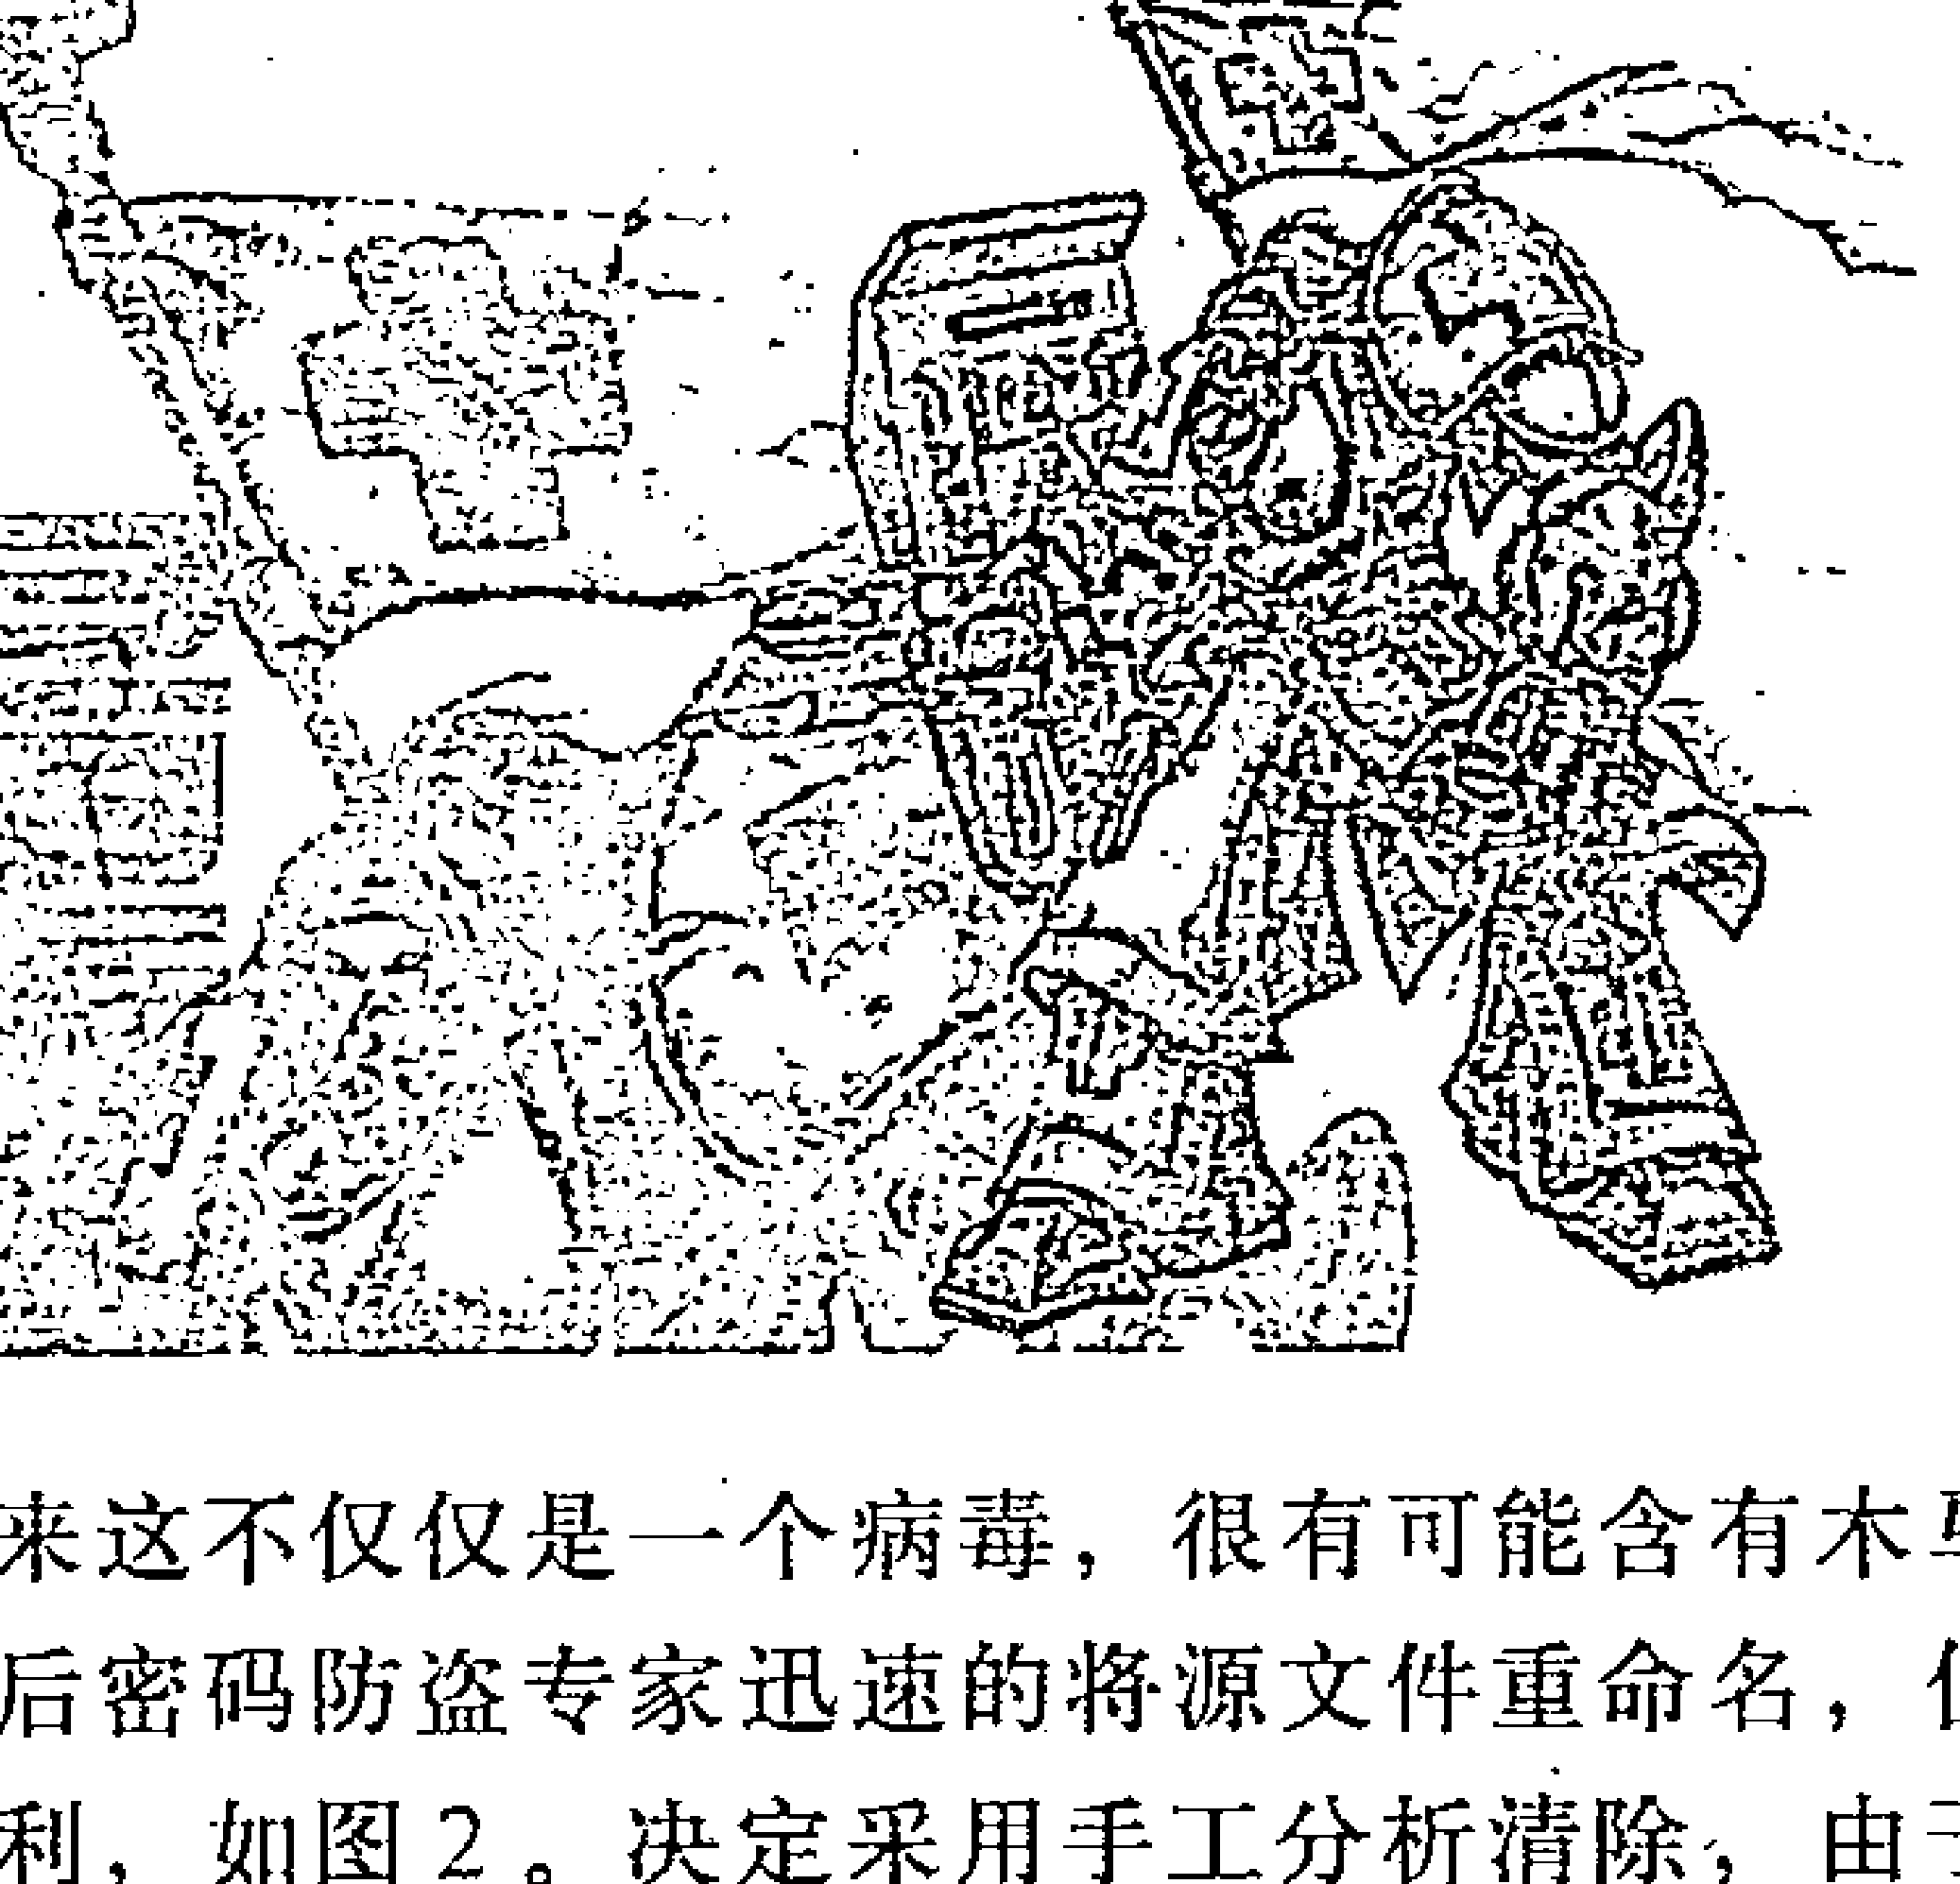 来这不仅仅是一个病毒，很有可能含有木
后密码防盗专家迅速的将源文件重命名，
利，如图2。决定采用手工分析清除，由